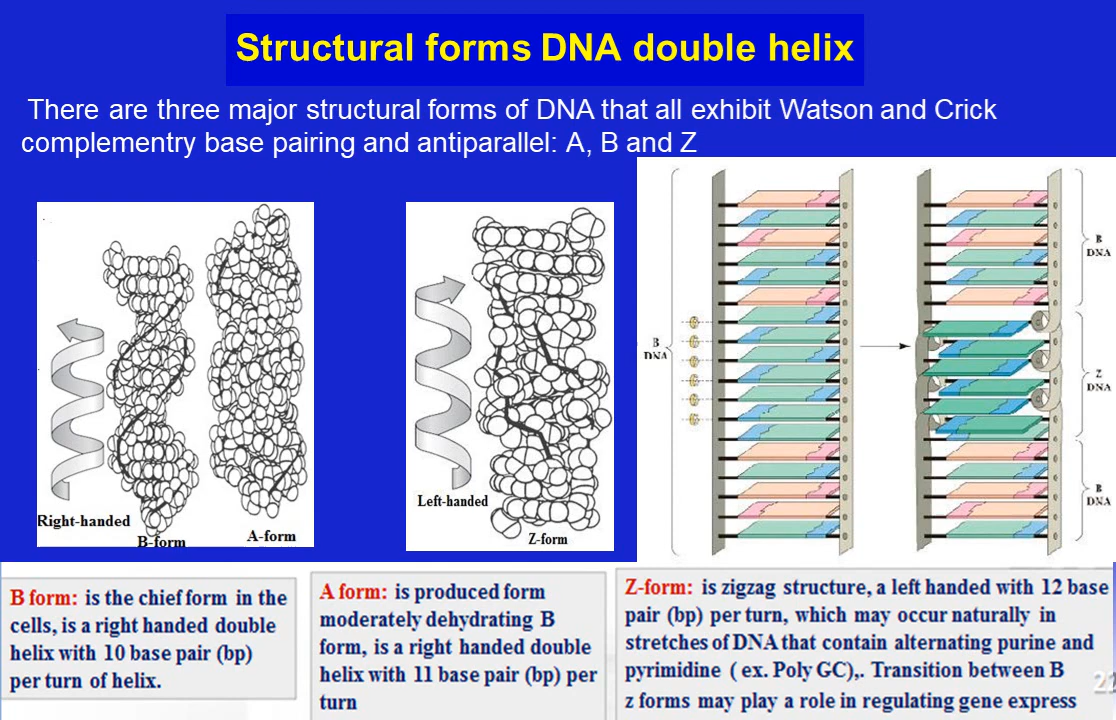 Structural forms DNA double helix
There are three major structural forms of DNA that all exhibit Watson and Crick
complementry base pairing and antiparallel: A, B and Z
Right-handed
B-form
A-form
Left-handed
Z-form
B
DNA
B
DNA
Z
DNA
B
DNA
B form: is the chief form in the
cells, is a right handed double
helix with 10 base pair (bp)
per turn of helix.
A form: is produced form
moderately dehydrating B
form, is a right handed double
helix with 11 base pair (bp) per
turn
Z-form: is zigzag structure, a left handed with 12 base
pair (bp) per turn, which may occur naturally in
stretches of DNA that contain alternating purine and
pyrimidine ( ex. Poly GC),. Transition between B
z forms may play a role in regulating gene express